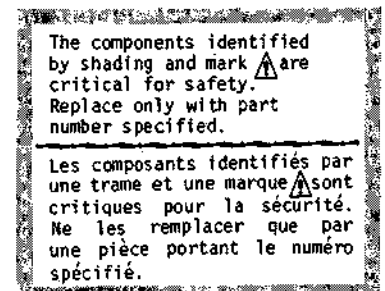 The components identified
by shading and mark ⚠ are
critical for safety.
Replace only with part
number specified.
Les composants identifiés par
une trame et une marque ⚠ sont
critiques pour la sécurité.
Ne les remplacer que par
une pièce portant le numéro
spécifié.